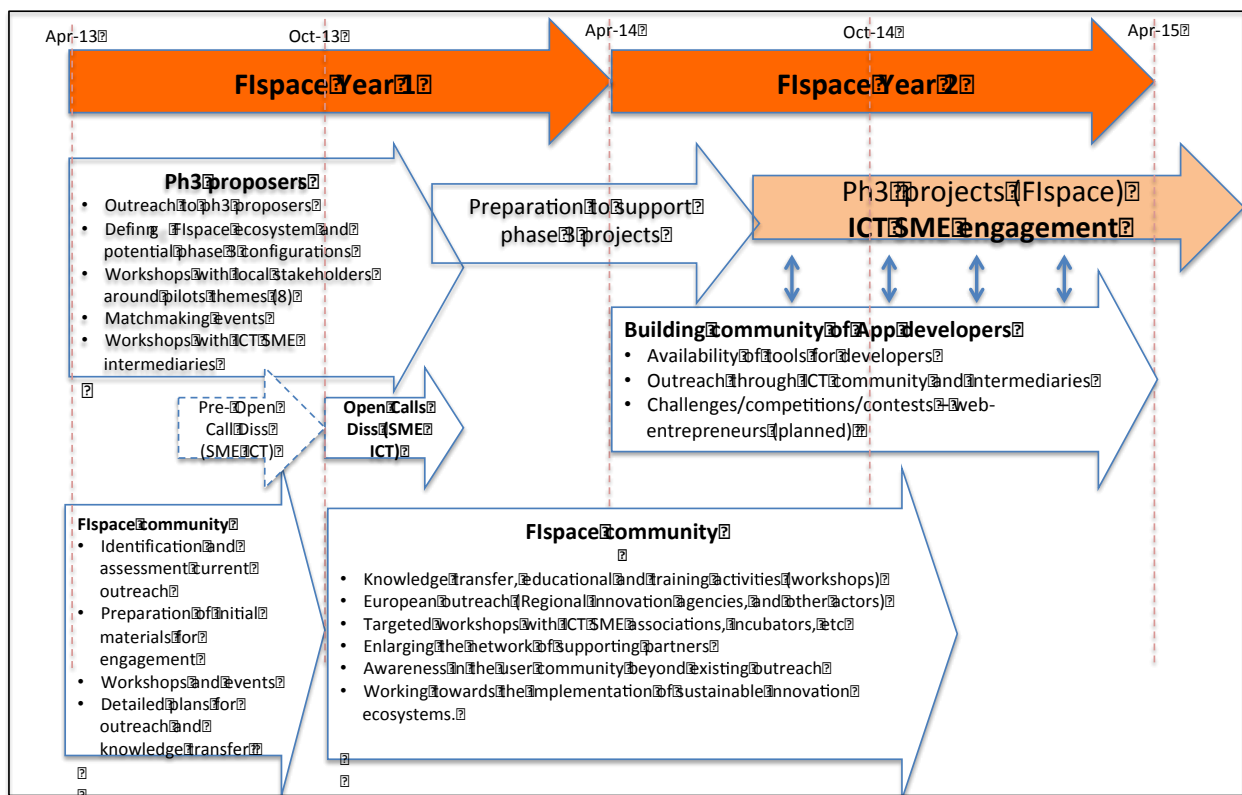 Apr-13
Oct-13
Apr-14
Oct-14
Apr-15
FIspace Year 1
FIspace Year 2
Ph3 proposers
• Outreach to ph3 proposers
• Defing FIspace ecosystem and
potential phase 3 configurations
• Workshops with local stakeholders
around pilots themes (8)
• Matchmaking events
• Workshops with ICT SME
intermediaries
Preparation to support
phase 3 projects
Ph3 projects (FIspace)
ICT SME engagement
Building community of App developers
• Availability of tools for developers
• Outreach through ICT community and intermediaries
• Challenges/competitions/contests – web-
entrepreneurs (planned)
Pre- Open
Call Diss
(SME ICT)
Open Calls
Diss (SME
ICT)
FIspace community
• Identification and
assessment current
outreach
• Preparation of initial
materials for
engagement
• Workshops and events
• Detailed plans for
outreach and
knowledge transfer
FIspace community
• Knowledge transfer, educational and training activities (workshops)
• European outreach (Regional innovation agencies, and other actors)
• Targeted workshops with ICT SME associations, incubators, etc
• Enlarging the network of supporting partners
• Awareness in the user community beyond existing outreach
• Working towards the implementation of sustainable innovation
ecosystems.